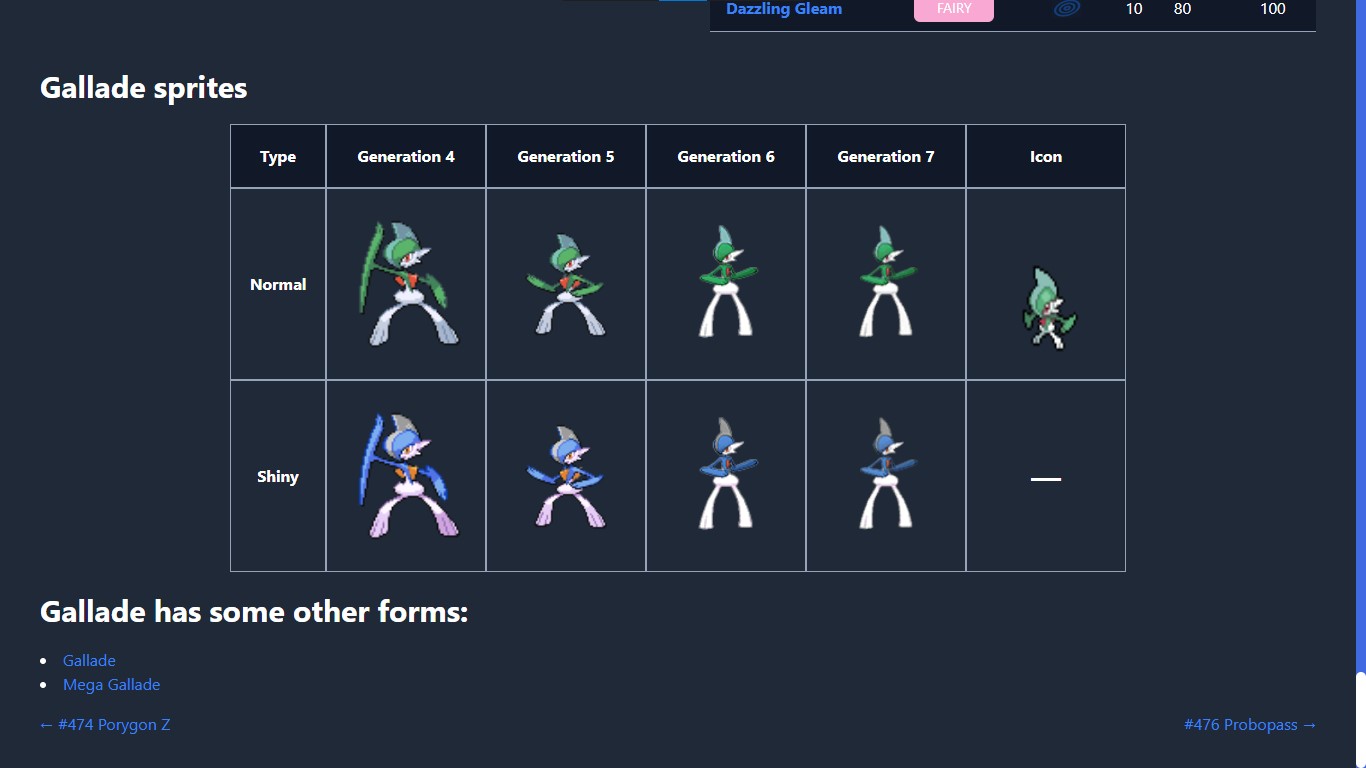 Dazzling Gleam FAIRY 10 80 100
Gallade sprites
Type Generation 4 Generation 5 Generation 6 Generation 7 Icon
Normal
Shiny —
Gallade has some other forms:
• Gallade
• Mega Gallade
← #474 Porygon Z #476 Probopass →